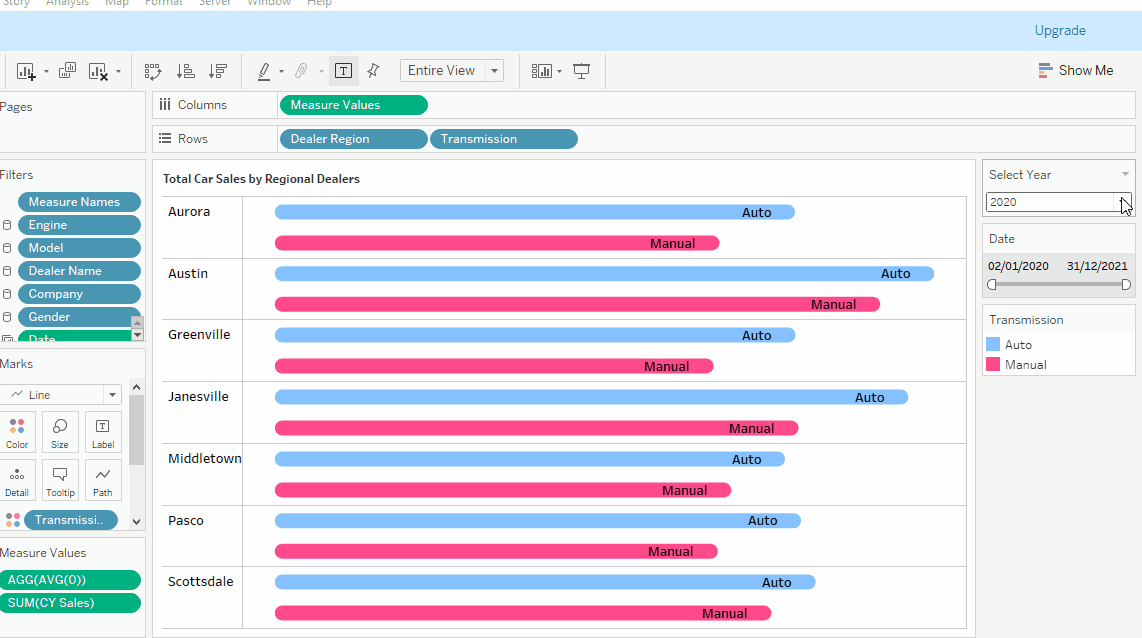 Story Analysis Map Format Server Window Help
Upgrade
Entire View
Show Me
Pages
Columns
Measure Values
Rows
Dealer Region
Transmission
Filters
Measure Names
Engine
Model
Dealer Name
Company
Gender
Date
Marks
Line
Color
Size
Label
Detail
Tooltip
Path
Transmissi..
Measure Values
AGG(AVG(0))
SUM(CY Sales)
Total Car Sales by Regional Dealers
Aurora
Auto
Manual
Austin
Auto
Manual
Greenville
Auto
Manual
Janesville
Auto
Manual
Middletown
Auto
Manual
Pasco
Auto
Manual
Scottsdale
Auto
Manual
Select Year
2020
Date
02/01/2020 31/12/2021
Transmission
Auto
Manual